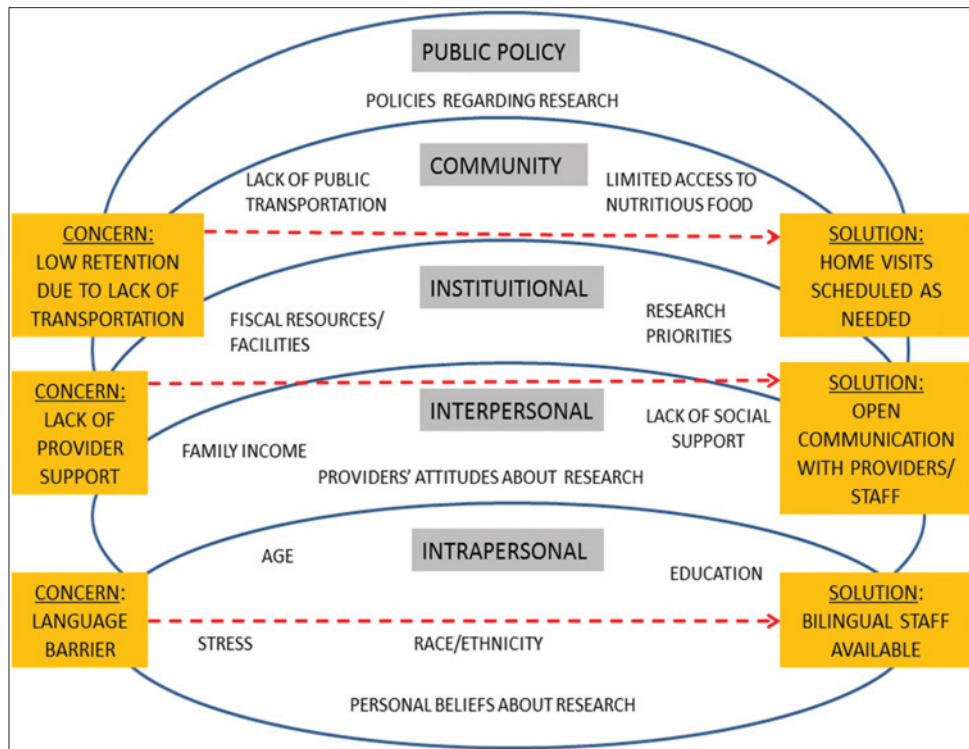 PUBLIC POLICY
POLICIES REGARDING RESEARCH
COMMUNITY
LACK OF PUBLIC
TRANSPORTATION
LIMITED ACCESS TO
NUTRITIOUS FOOD
CONCERN:
LOW RETENTION
DUE TO LACK OF
TRANSPORTATION
SOLUTION:
HOME VISITS
SCHEDULED AS
NEEDED
INSTITUITIONAL
FISCAL RESOURCES/
FACILITIES
RESEARCH
PRIORITIES
CONCERN:
LACK OF
PROVIDER
SUPPORT
SOLUTION:
OPEN
COMMUNICATION
WITH PROVIDERS/
STAFF
INTERPERSONAL
FAMILY INCOME
LACK OF SOCIAL
SUPPORT
PROVIDERS’ ATTITUDES ABOUT RESEARCH
INTRAPERSONAL
AGE
EDUCATION
CONCERN:
LANGUAGE
BARRIER
SOLUTION:
BILINGUAL STAFF
AVAILABLE
STRESS
RACE/ETHNICITY
PERSONAL BELIEFS ABOUT RESEARCH